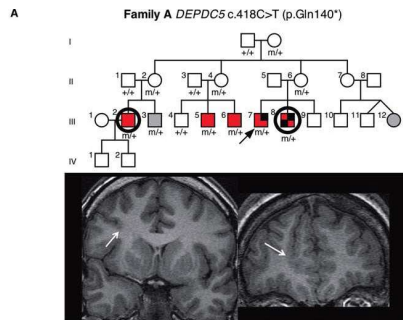 A Family A DEPDC5 c.418C>T (p.Gln140*)
I
+/+ m/+
II 1 2 3 4 5 6 7 8
+/+ m/+ +/+ m/+ m/+
III 1 2 3 4 5 6 7 8 9 10 11 12
m/+ m/+ +/+ m/+ m/+ m/+ m/+
IV 1 2